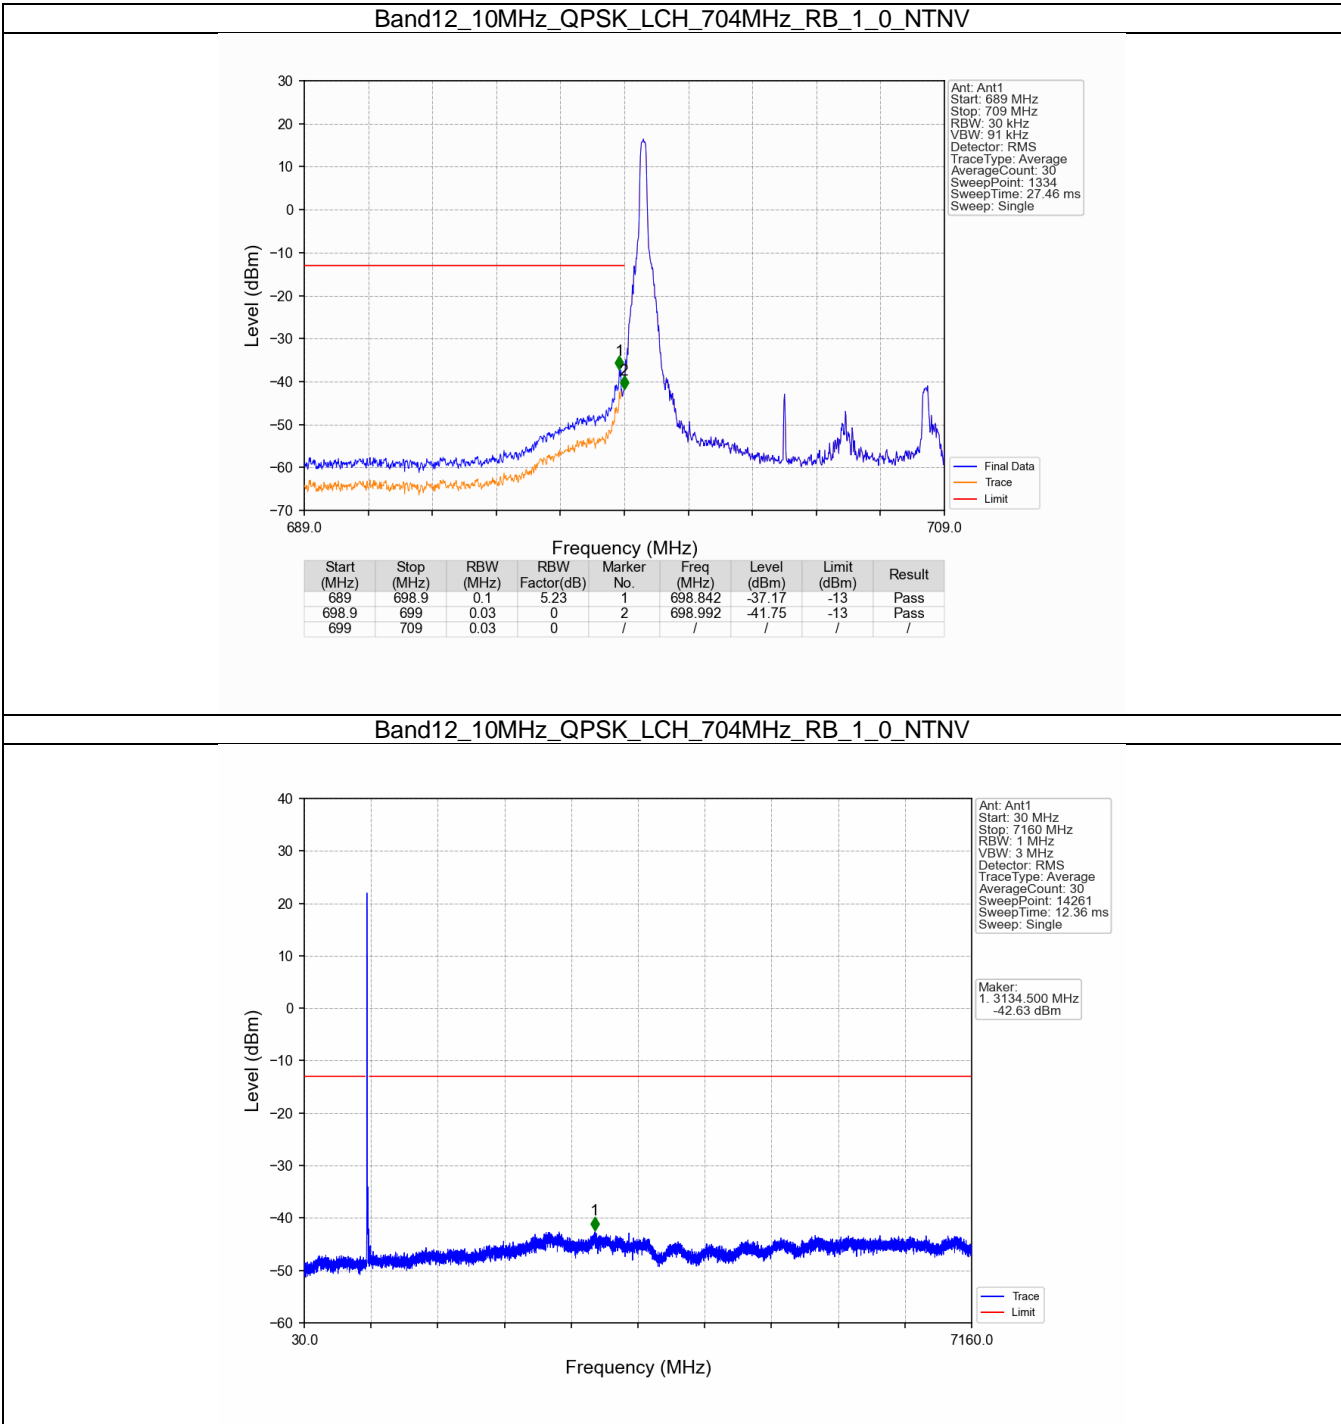 Band12_10MHz_QPSK_LCH_704MHz_RB_1_0_NTNV
30
20
10
0
−10
−20
−30
−40
−50
−60
−70
Level (dBm)
689.0
709.0
Frequency (MHz)
1
2
Ant: Ant1
Start: 689 MHz
Stop: 709 MHz
RBW: 30 kHz
VBW: 91 kHz
Detector: RMS
TraceType: Average
AverageCount: 30
SweepPoint: 1334
SweepTime: 27.46 ms
Sweep: Single
Final Data
Trace
Limit
Start (MHz) Stop (MHz) RBW (MHz) RBW Factor(dB) Marker No. Freq (MHz) Level (dBm) Limit (dBm) Result
689 698.9 0.1 5.23 1 698.842 -37.17 -13 Pass
698.9 699 0.03 0 2 698.992 -41.75 -13 Pass
699 709 0.03 0 / / / / /
Band12_10MHz_QPSK_LCH_704MHz_RB_1_0_NTNV
40
30
20
10
0
−10
−20
−30
−40
−50
−60
Level (dBm)
30.0
7160.0
Frequency (MHz)
1
Ant: Ant1
Start: 30 MHz
Stop: 7160 MHz
RBW: 1 MHz
VBW: 3 MHz
Detector: RMS
TraceType: Average
AverageCount: 30
SweepPoint: 14261
SweepTime: 12.36 ms
Sweep: Single
Maker:
1. 3134.500 MHz
-42.63 dBm
Trace
Limit